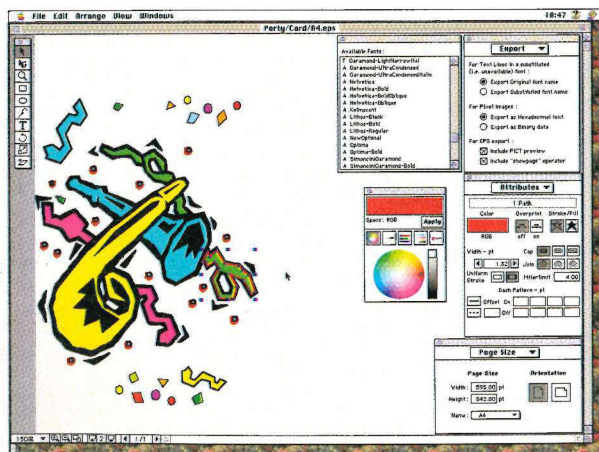 File Edit Arrange View Windows
10:47
Party/Card/A4.eps
Available Fonts:
T Garamond-LightNarrowItal
A Garamond-UltraCondensed
A Garamond-UltraCondensedItalic
A Helvetica
A Helvetica-Bold
A Helvetica-BoldOblique
A Helvetica-Oblique
A Kelmscott
A Lithos-Black
A Lithos-Bold
A Lithos-Regular
A NewOptimal
A Optima
A Optima-Bold
A SimonciniGaramond
A SimonciniGaramond-Bold
Export
For Text Lines in a substituted
(i.e. unavailable) font:
Export Original font name
Export Substituted font Name
For Pixel Images:
Export as Hexadecimal text
Export as Binary data
For EPS export:
Include PICT preview
Include "showpage" operator
Space: RGB
Apply
Attributes
1 Path
Color Overprint Stroke/Fill
RGB off on
Width - pt Cap
1.82 Join
Uniform
Stroke Miterlimit 4.00
Dash Pattern - pt
Offset On
Off
Page Size
Page Size Orientation
Width: 595.00 pt
Height: 842.00 pt
Name: A4
150% 2 1/1